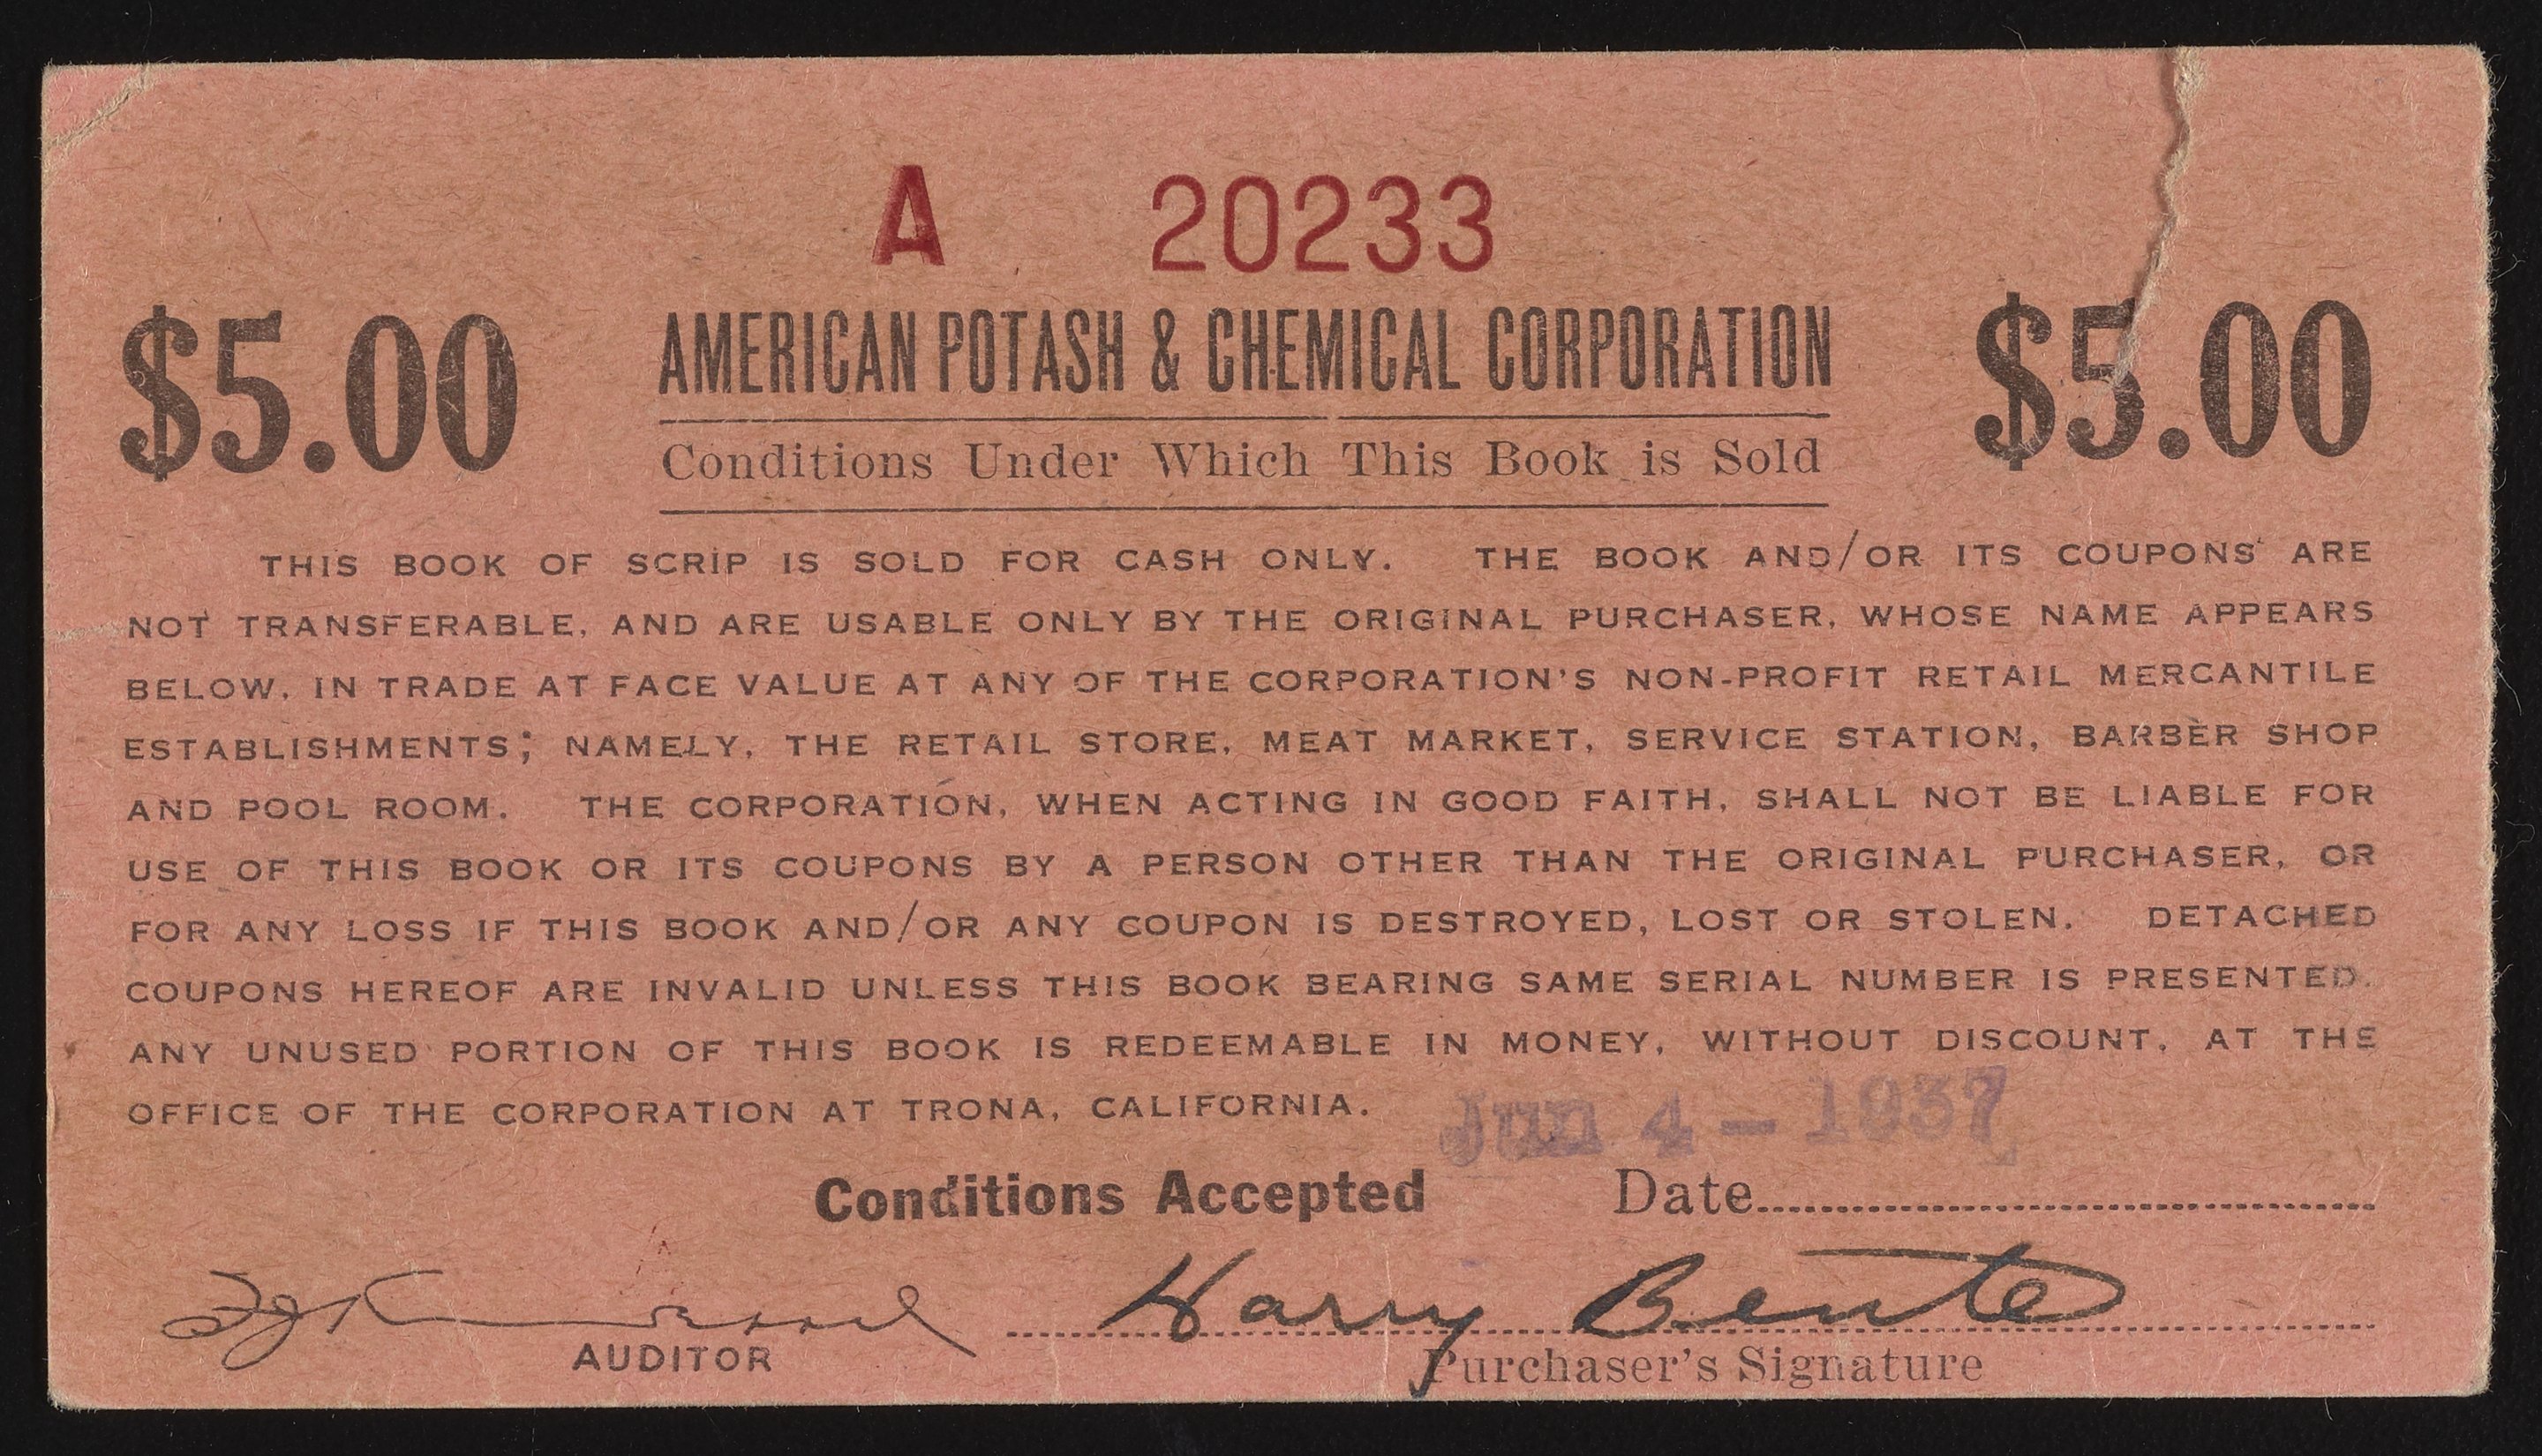 A 20233
$5.00 AMERICAN POTASH & CHEMICAL CORPORATION $5.00
Conditions Under Which This Book is Sold
THIS BOOK OF SCRIP IS SOLD FOR CASH ONLY. THE BOOK AND/OR ITS COUPONS ARE
NOT TRANSFERABLE, AND ARE USABLE ONLY BY THE ORIGINAL PURCHASER, WHOSE NAME APPEARS
BELOW, IN TRADE AT FACE VALUE AT ANY OF THE CORPORATION'S NON-PROFIT RETAIL MERCANTILE
ESTABLISHMENTS; NAMELY, THE RETAIL STORE, MEAT MARKET, SERVICE STATION, BARBER SHOP
AND POOL ROOM. THE CORPORATION, WHEN ACTING IN GOOD FAITH, SHALL NOT BE LIABLE FOR
USE OF THIS BOOK OR ITS COUPONS BY A PERSON OTHER THAN THE ORIGINAL PURCHASER, OR
FOR ANY LOSS IF THIS BOOK AND/OR ANY COUPON IS DESTROYED, LOST OR STOLEN. DETACHED
COUPONS HEREOF ARE INVALID UNLESS THIS BOOK BEARING SAME SERIAL NUMBER IS PRESENTED.
ANY UNUSED PORTION OF THIS BOOK IS REDEEMABLE IN MONEY, WITHOUT DISCOUNT, AT THE
OFFICE OF THE CORPORATION AT TRONA, CALIFORNIA.
JUN 4 - 1937
Conditions Accepted Date
Harry Bente
AUDITOR Purchaser's Signature